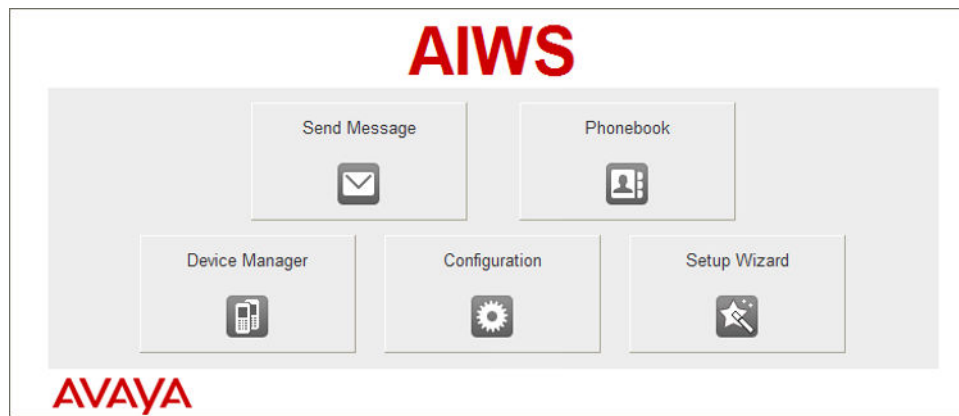 AIWS
Send Message
Phonebook
Device Manager
Configuration
Setup Wizard
AVAYA